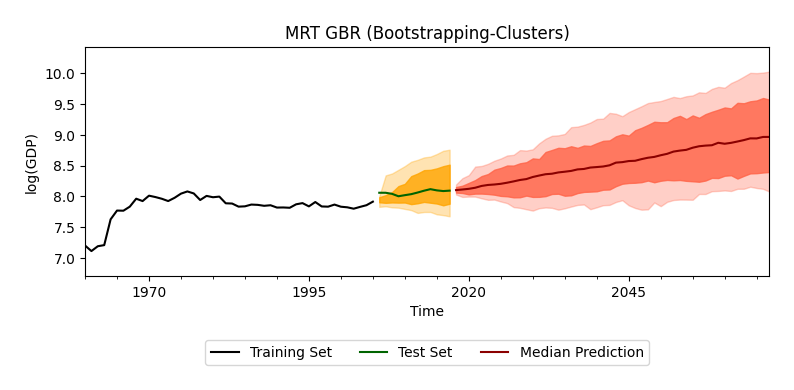 MRT GBR (Bootstrapping-Clusters)
10.0
9.5
9.0
8.5
8.0
7.5
7.0
log(GDP)
1970 1995 2020 2045
Time
Training Set Test Set Median Prediction